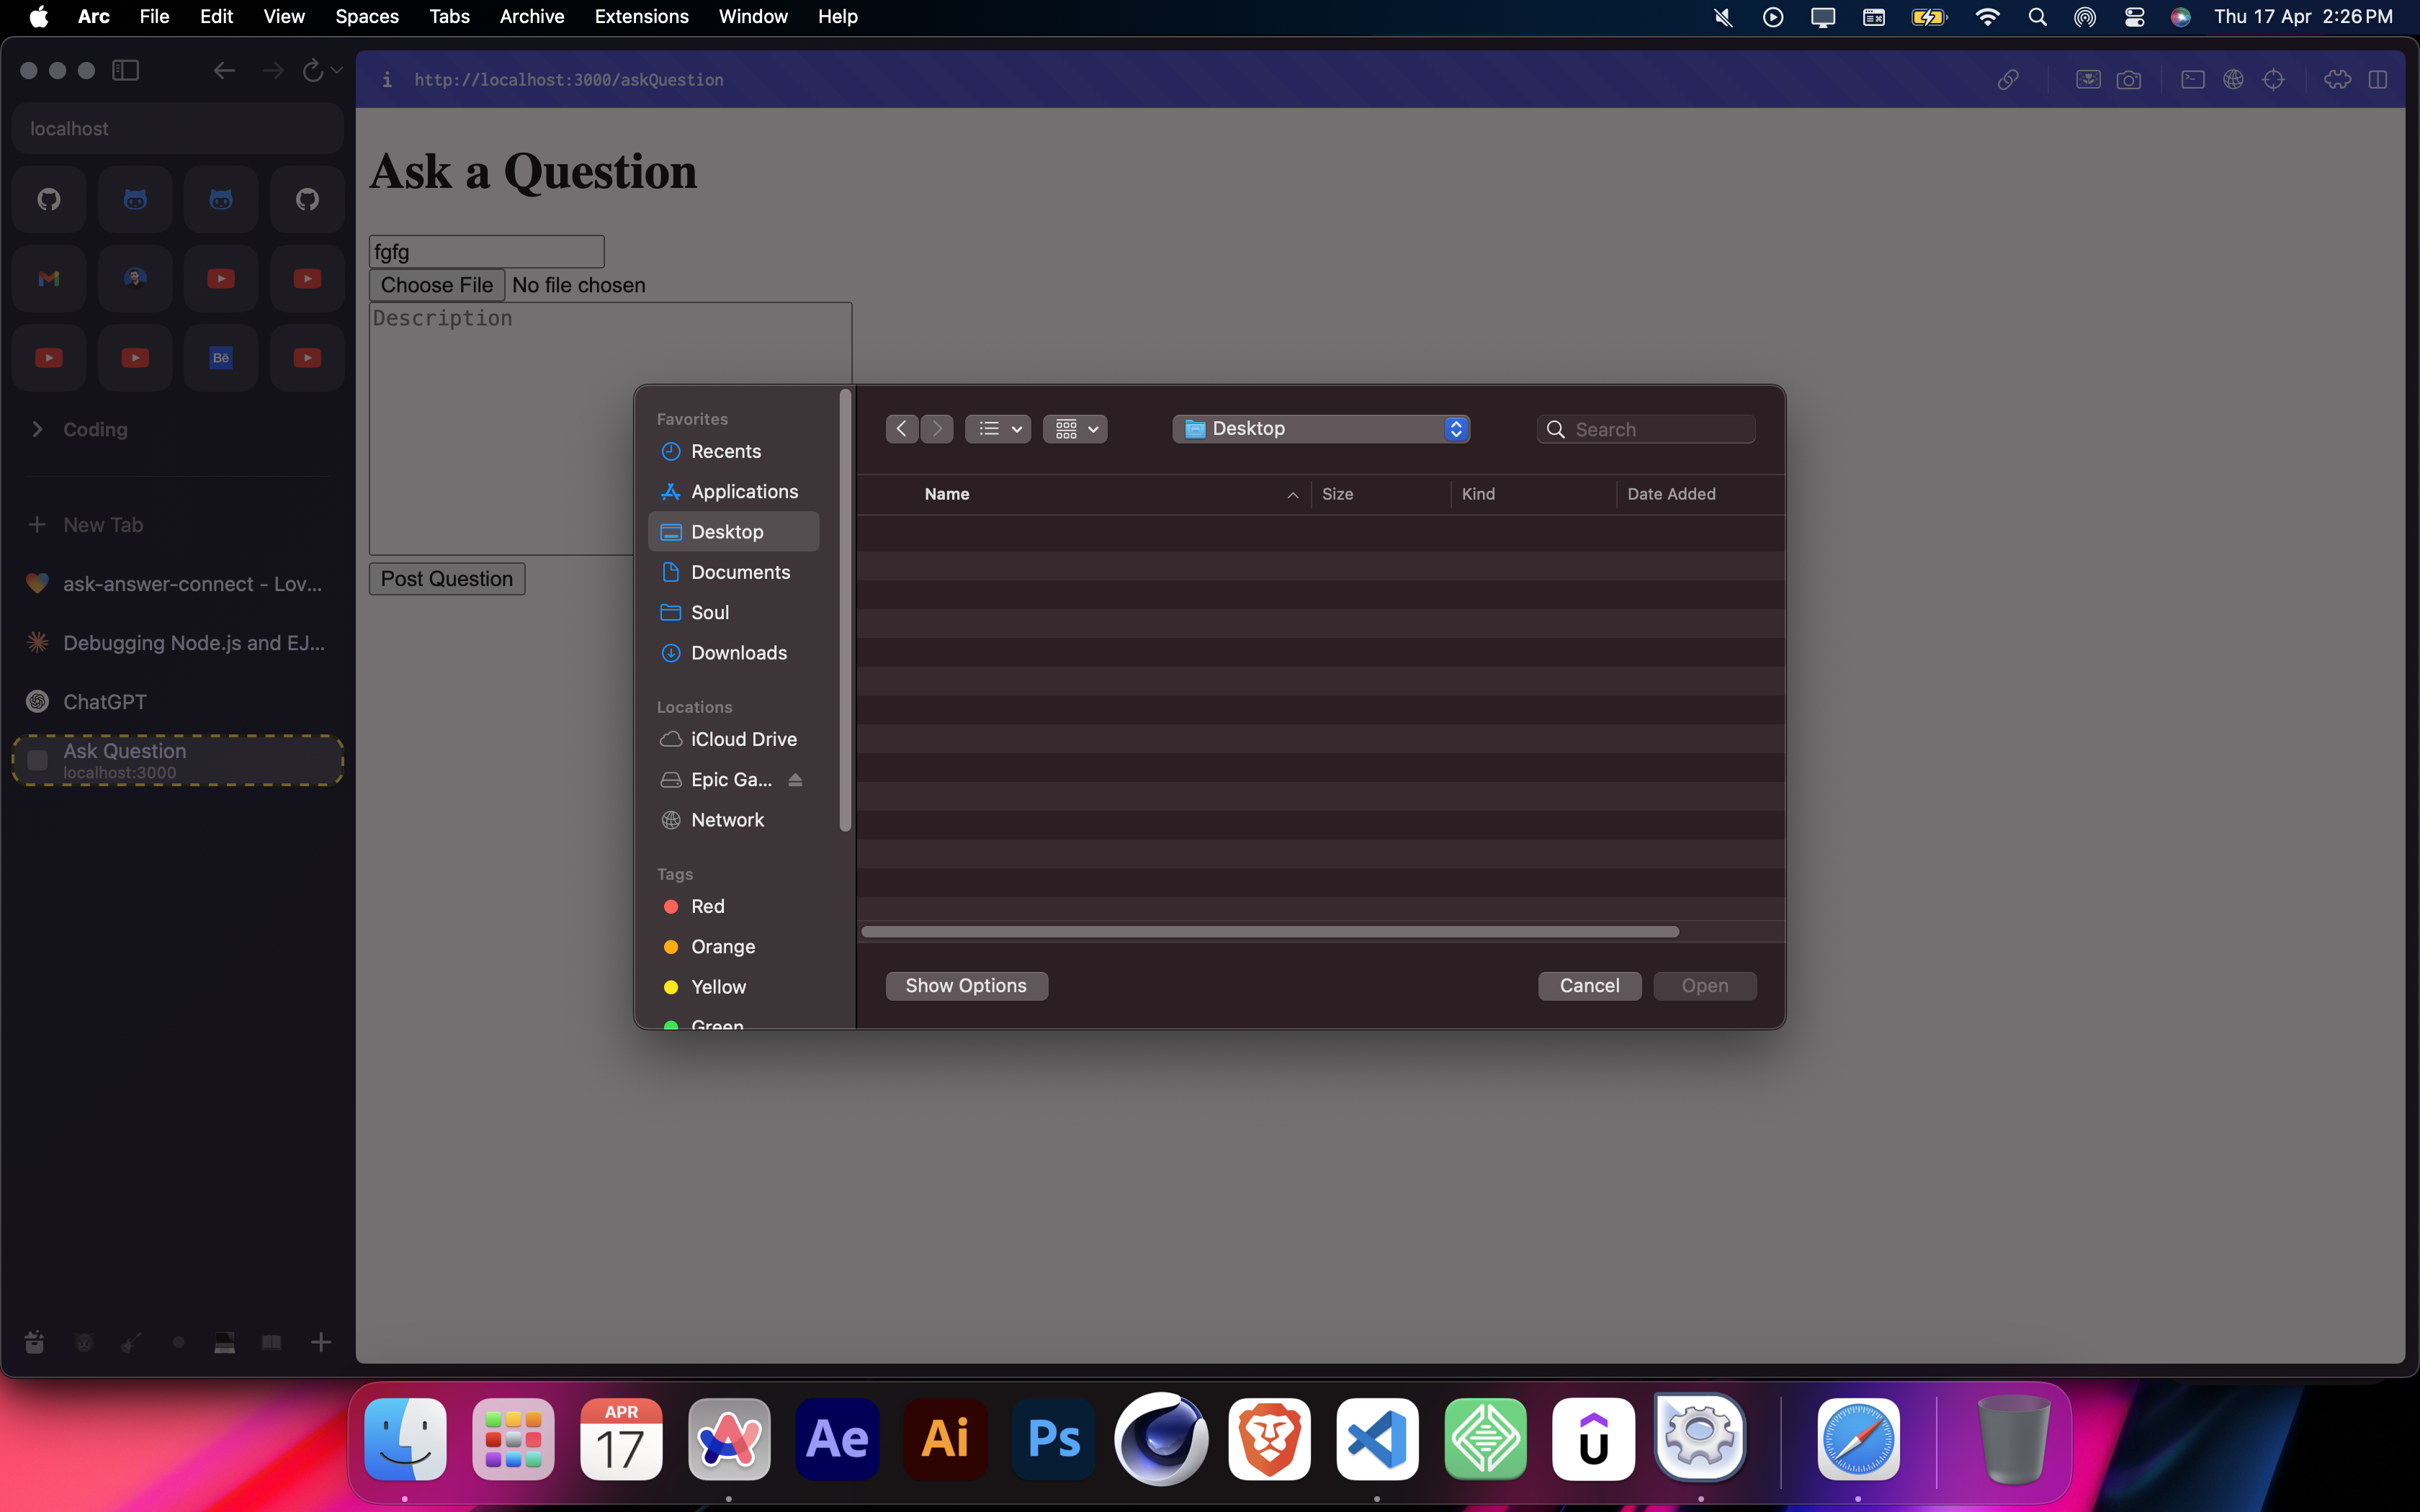 Arc File Edit View Spaces Tabs Archive Extensions Window Help Thu 17 Apr 2:26 PM
http://localhost:3000/askQuestion
localhost
Bē
Coding
New Tab
ask-answer-connect - Lov...
Debugging Node.js and EJ...
ChatGPT
Ask Question
localhost:3000
Ask a Question
fgfg
Choose File No file chosen
Description
Post Question
Favorites
Recents
Applications
Desktop
Documents
Soul
Downloads
Locations
iCloud Drive
Epic Ga...
Network
Tags
Red
Orange
Yellow
Green
Desktop
Search
Name Size Kind Date Added
Show Options Cancel Open
APR
17
Ae
Ai
Ps